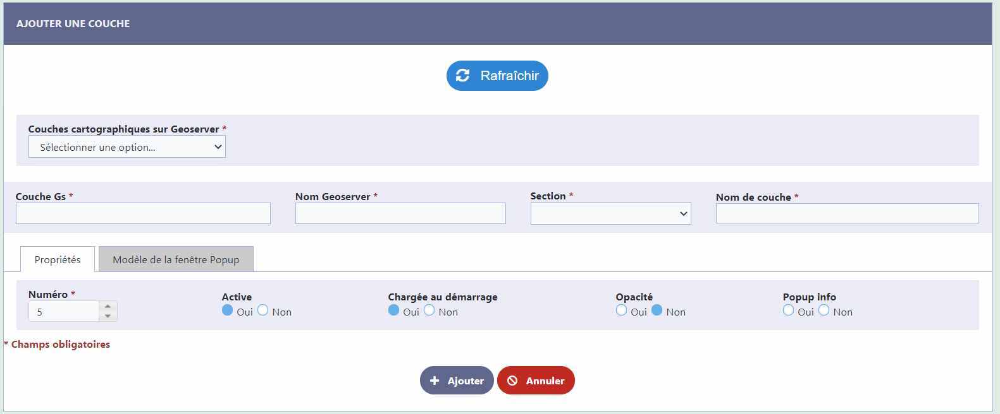 AJOUTER UNE COUCHE
Rafraîchir
Couches cartographiques sur Geoserver *
Sélectionner une option...
Couche Gs * Nom Geoserver * Section * Nom de couche *
Propriétés Modèle de la fenêtre Popup
Numéro * Active Chargée au démarrage Opacité Popup info
5 Oui Non Oui Non Oui Non Oui Non
* Champs obligatoires
Ajouter Annuler